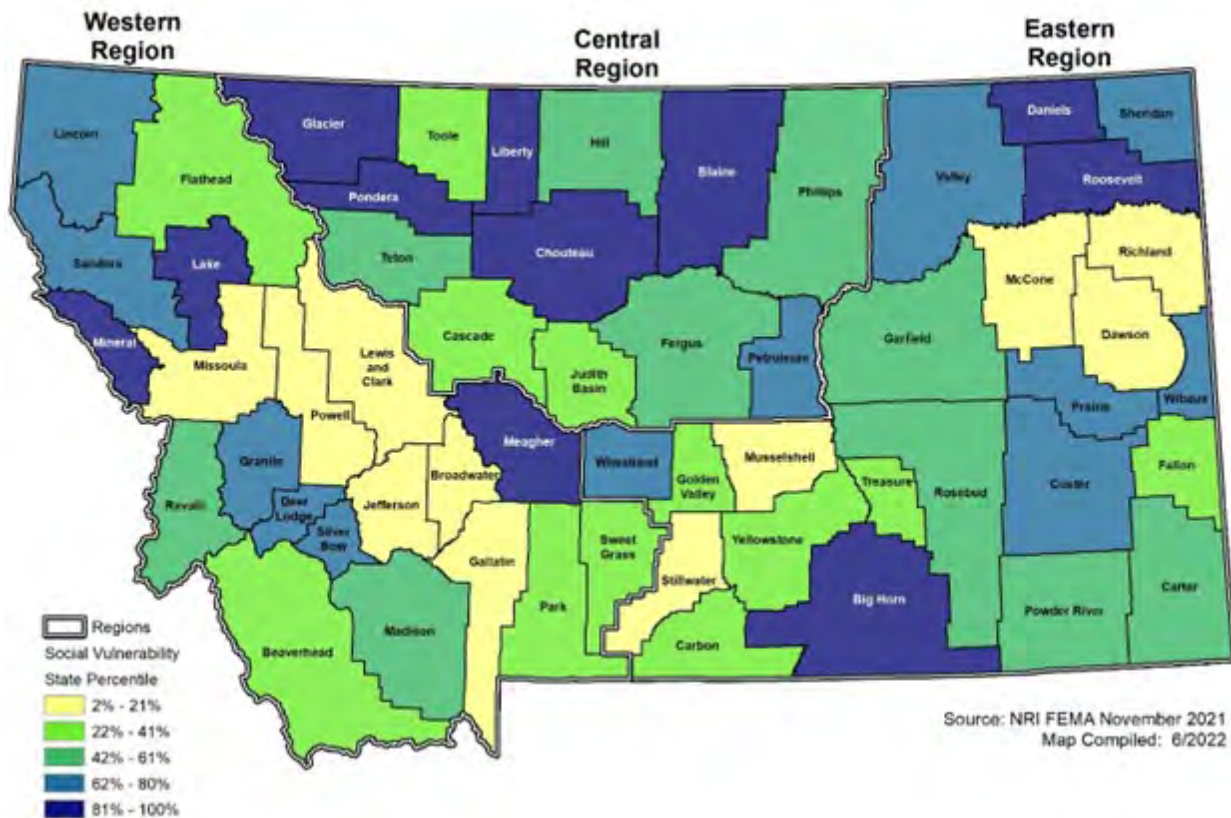 Western
Region
Central
Region
Eastern
Region
Lincoln
Flathead
Glacier
Toole
Liberty
Hill
Blaine
Phillips
Valley
Daniels
Sheridan
Roosevelt
Pondera
Teton
Chouteau
Sanders
Lake
Mineral
Missoula
Powell
Lewis
and
Clark
Cascade
Judith
Basin
Fergus
Petroleum
Garfield
McCone
Richland
Dawson
Prairie
Wibaux
Meagher
Wheatland
Golden
Valley
Musselshell
Treasure
Rosebud
Custer
Fallon
Ravalli
Granite
Deer
Lodge
Silver
Bow
Jefferson
Broadwater
Gallatin
Park
Sweet
Grass
Stillwater
Yellowstone
Big Horn
Carbon
Powder River
Carter
Beaverhead
Madison
Regions
Social Vulnerability
State Percentile
2% - 21%
22% - 41%
42% - 61%
62% - 80%
81% - 100%
Source: NRI FEMA November 2021
Map Compiled: 6/2022